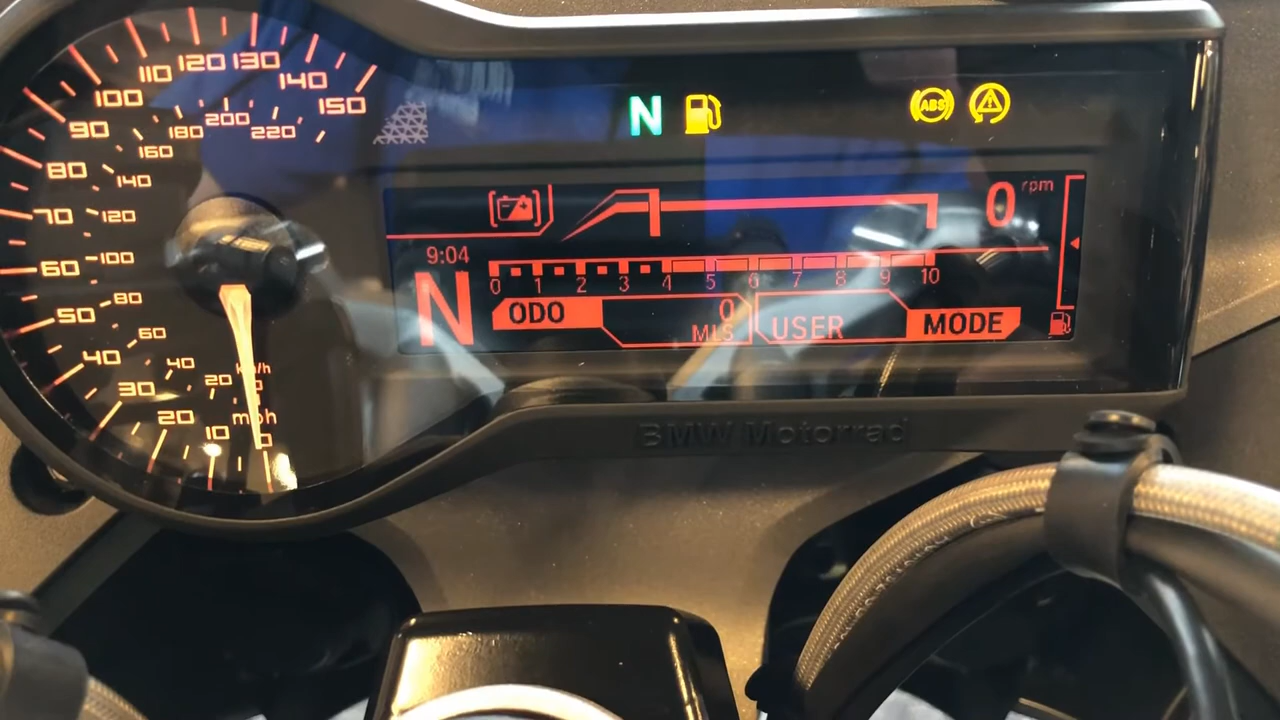 120 130
110 140
100 150
200
180 220
90 160
80 140
70 120
60 100
50 80
60
40 40
20 km/h
30 0
20 mph
10 0
N
ABS
0 rpm
9:04
N
0 1 2 3 4 5 6 7 8 9 10
ODO 0 MLS USER MODE
BMW Motorrad